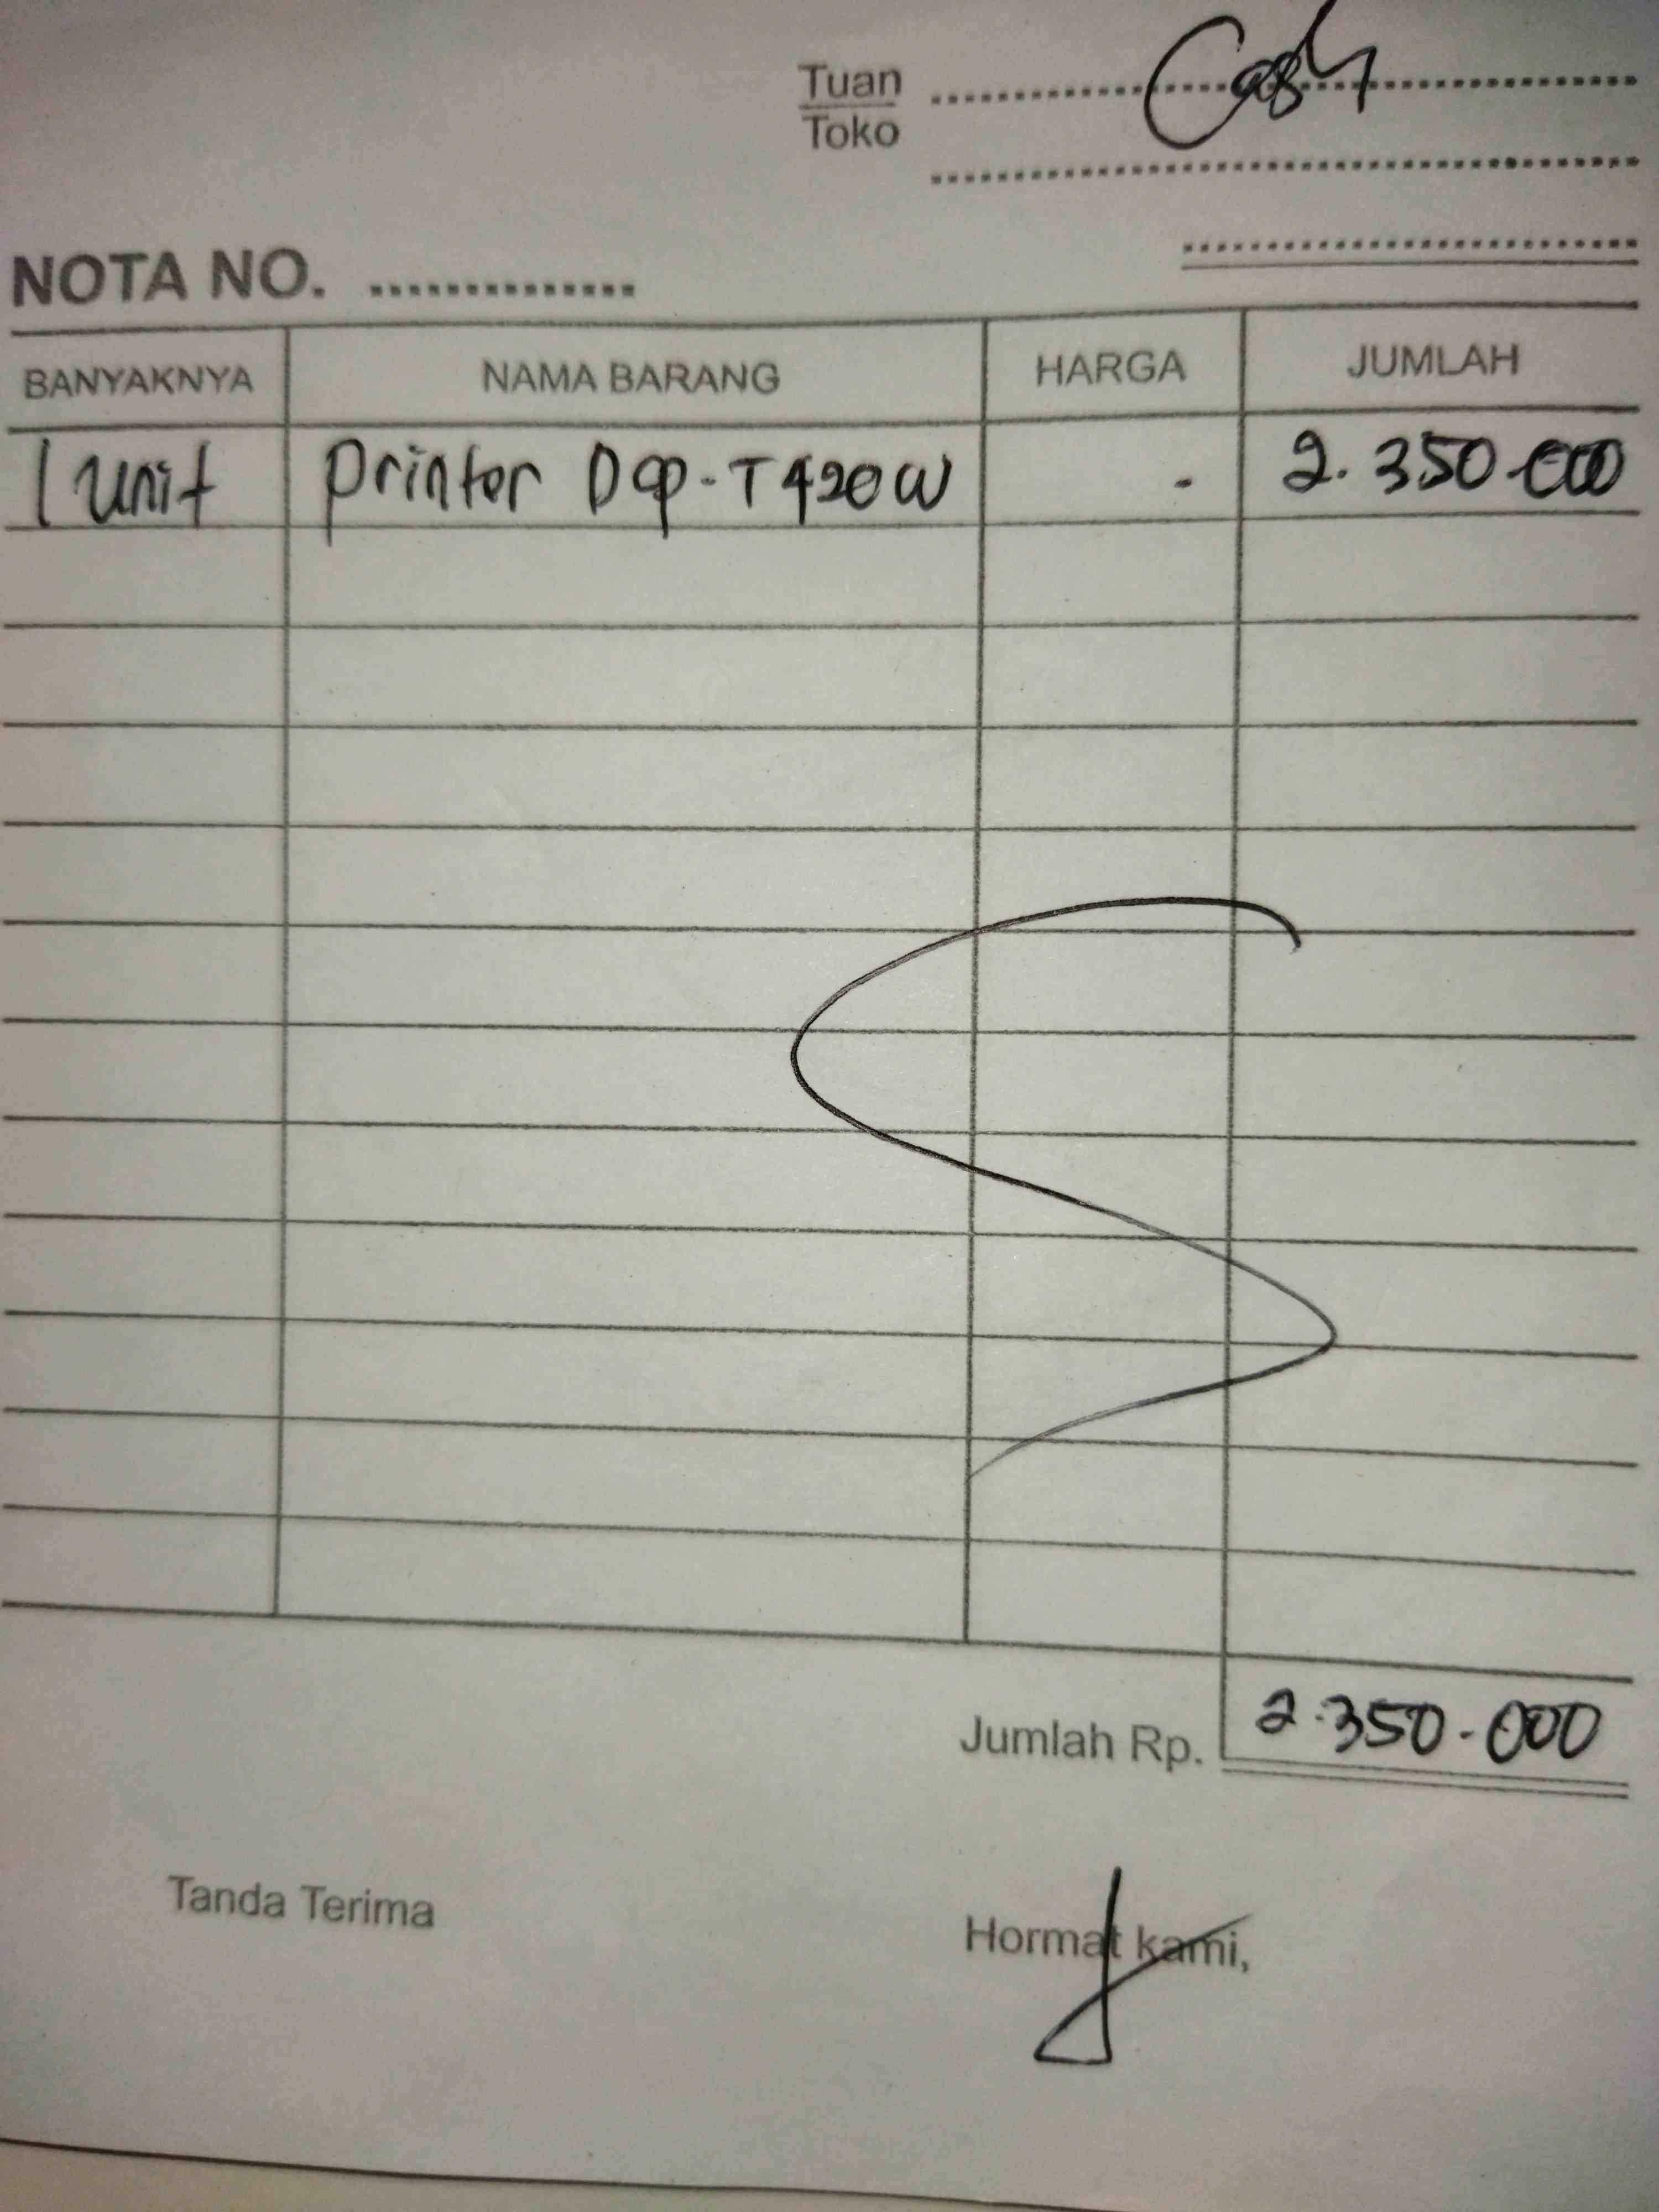 Tuan Cash
Toko
NOTA NO. ..............
BANYAKNYA NAMA BARANG HARGA JUMLAH
1 unit Printer Dcp-T420W - 2.350.000
Jumlah Rp. 2.350.000
Tanda Terima Hormat kami,